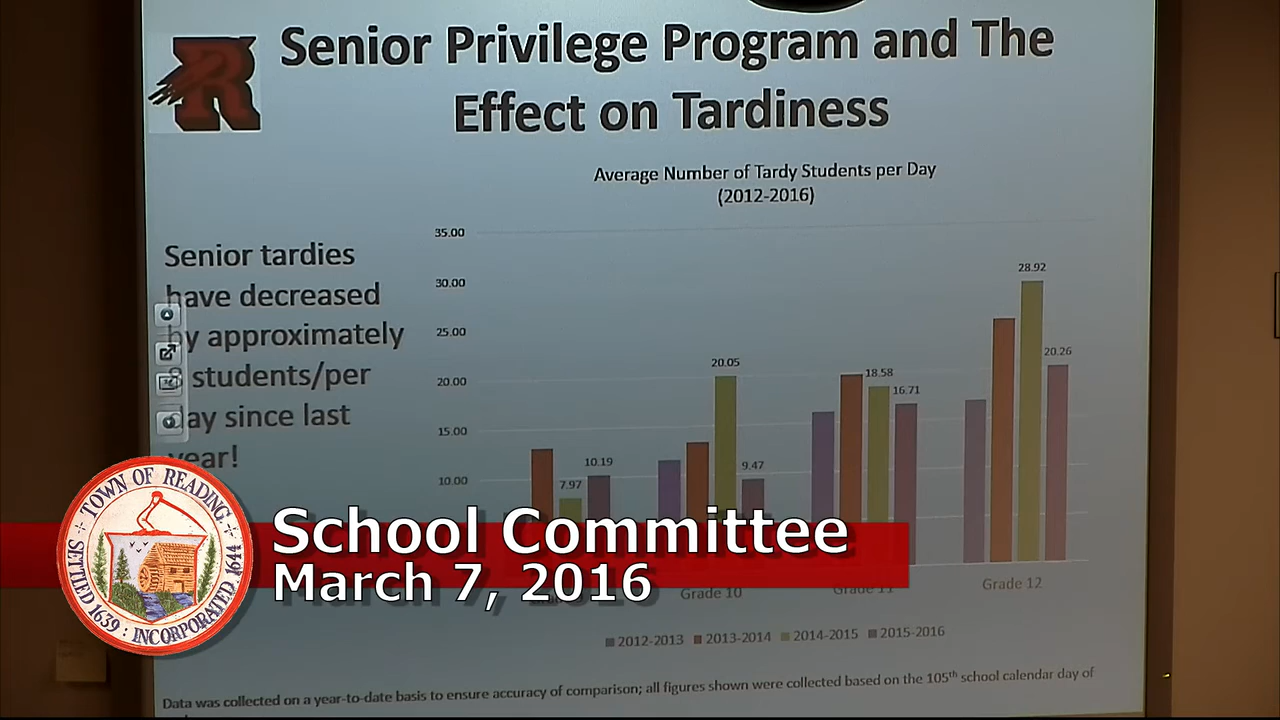 Senior Privilege Program and The
Effect on Tardiness
R
Average Number of Tardy Students per Day
(2012-2016)
Senior tardies
have decreased
by approximately
students/per
day since last
year!
35.00
30.00
25.00
20.00
15.00
10.00
7.97
10.19
20.05
9.47
18.58
16.71
28.92
20.26
Grade 10
Grade 11
Grade 12
2012-2013 2013-2014 2014-2015 2015-2016
Data was collected on a year-to-date basis to ensure accuracy of comparison; all figures shown were collected based on the 105th school calendar day of
TOWN OF READING
SETTLED 1639 : INCORPORATED 1644
School Committee
March 7, 2016